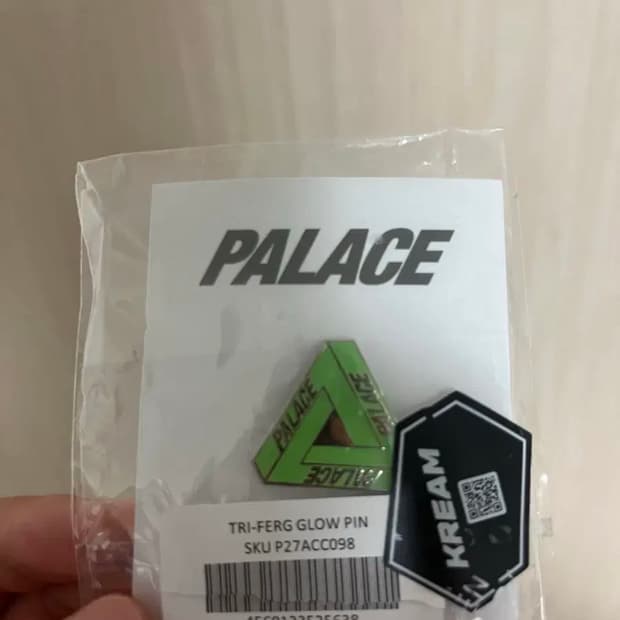 PALACE
PALACE
PALACE
PALACE
KREAM
TRI-FERG GLOW PIN
SKU P27ACC098